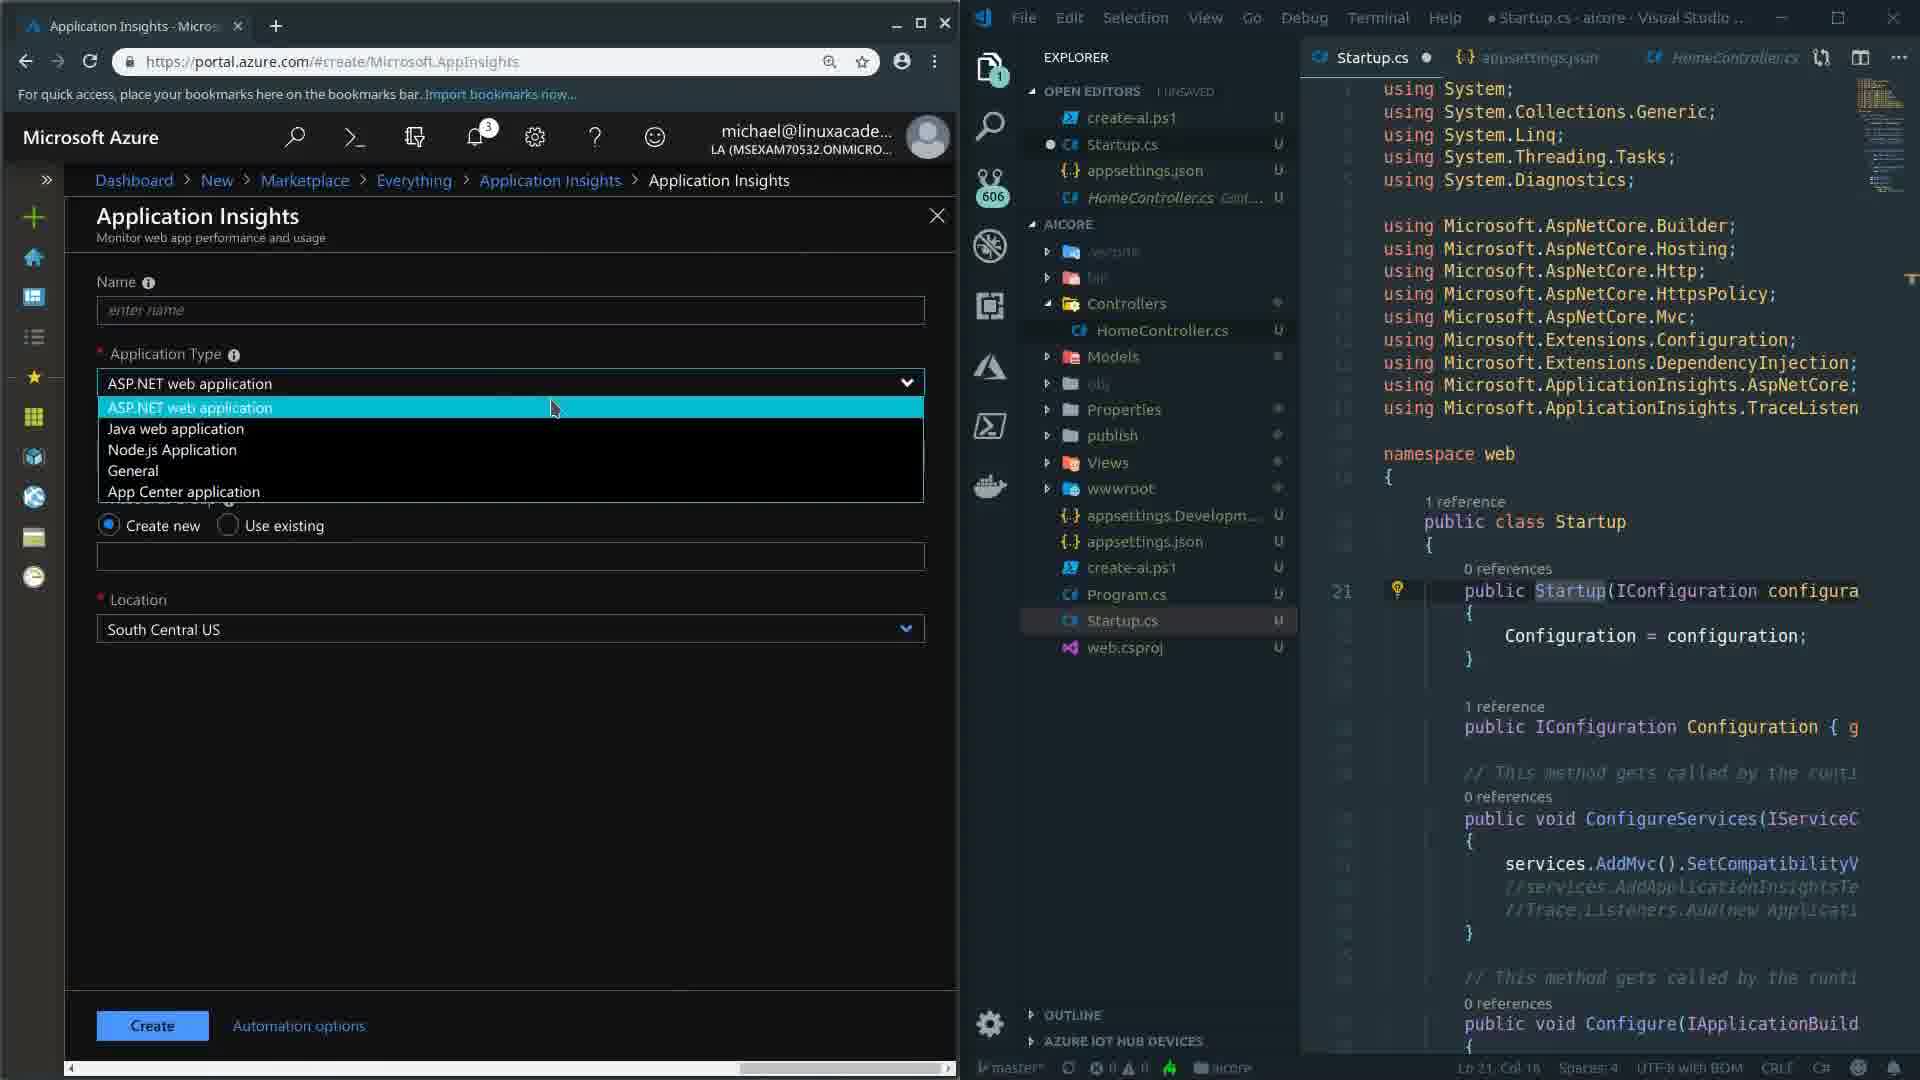 Application Insights - Micros
https://portal.azure.com/#create/Microsoft.AppInsights
For quick access, place your bookmarks here on the bookmarks bar. Import bookmarks now...
Microsoft Azure
3
michael@linuxacade...
LA (MSEXAM70532.ONMICRO...
Dashboard > New > Marketplace > Everything > Application Insights > Application Insights
Application Insights
Monitor web app performance and usage
Name
enter name
* Application Type
ASP.NET web application
ASP.NET web application
Java web application
Node.js Application
General
App Center application
Create new
Use existing
* Location
South Central US
Create
Automation options
File Edit Selection View Go Debug Terminal Help
● Startup.cs - aicore - Visual Studio ...
EXPLORER
1
606
OPEN EDITORS 1 UNSAVED
create-ai.ps1 U
Startup.cs U
appsettings.json U
HomeController.cs Cont... U
AICORE
.vscode
bin
Controllers
HomeController.cs U
Models
obj
Properties
publish
Views
wwwroot
appsettings.Developm... U
appsettings.json U
create-ai.ps1 U
Program.cs U
Startup.cs U
web.csproj U
OUTLINE
AZURE IOT HUB DEVICES
Startup.cs
appsettings.json
HomeController.cs
using System;
using System.Collections.Generic;
using System.Linq;
using System.Threading.Tasks;
using System.Diagnostics;
using Microsoft.AspNetCore.Builder;
using Microsoft.AspNetCore.Hosting;
using Microsoft.AspNetCore.Http;
using Microsoft.AspNetCore.HttpsPolicy;
using Microsoft.AspNetCore.Mvc;
using Microsoft.Extensions.Configuration;
using Microsoft.Extensions.DependencyInjection;
using Microsoft.ApplicationInsights.AspNetCore;
using Microsoft.ApplicationInsights.TraceListen
namespace web
{
1 reference
public class Startup
{
0 references
21 public Startup(IConfiguration configura
{
Configuration = configuration;
}
1 reference
public IConfiguration Configuration { g
// This method gets called by the runti
0 references
public void ConfigureServices(IServiceC
{
services.AddMvc().SetCompatibilityV
//services.AddApplicationInsightsTe
//Trace.Listeners.Add(new Applicati
}
// This method gets called by the runti
0 references
public void Configure(IApplicationBuild
{
master* 0 0 aicore
Ln 21, Col 16 Spaces: 4 UTF-8 with BOM CRLF C#